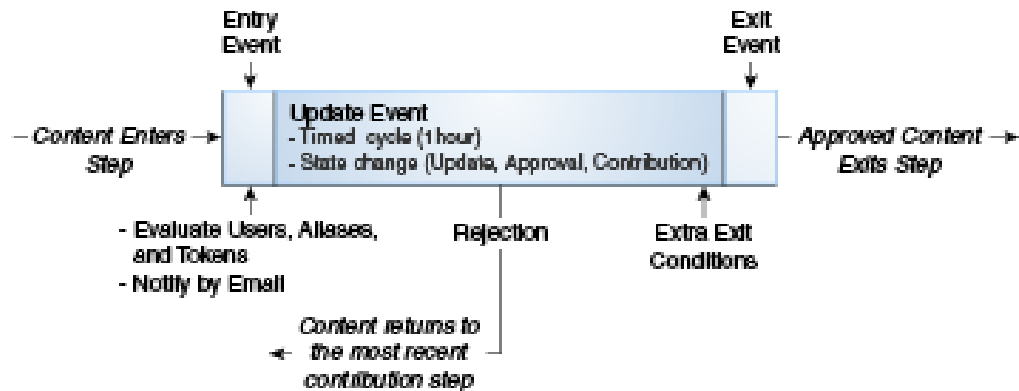 Entry
Event
Exit
Event
Update Event
- Timed cycle (1 hour)
- State change (Update, Approval, Contribution)
Content Enters
Step
Approved Content
Exits Step
- Evaluate Users, Aliases,
and Tokens
- Notify by Email
Rejection
Extra Exit
Conditions
Content returns to
the most recent
contribution step